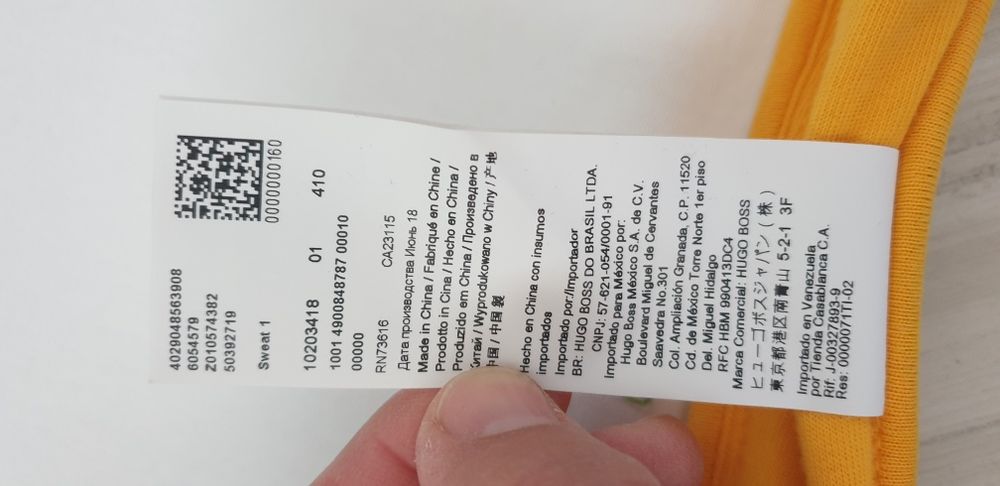 0000000160
4029048563908
6054579
2010574382
50392719
Sweat 1
10203418 01 410
1001 4900848787 00010
00000
RN73616 CA23115
Дата производства Июнь 18
Made in China / Fabriqué en Chine /
Prodotto in Cina / Hecho en China /
Produzido em China / Произведено в
Китай / Wyprodukowano w Chiny / 产地
中国 / 中国 製
Hecho en China con insumos
importados
Importado por:/Importador
BR: HUGO BOSS DO BRASIL LTDA.
CNPJ: 57-621-054/0001-91
Importado para México por:
Hugo Boss México S.A. de C.V.
Boulevard Miguel de Cervantes
Saavedra No.301
Col. Ampliación Granada, C.P. 11520
Cd. de México Torre Norte 1er piso
Del. Miguel Hidalgo
RFC HBM 990413DC4
Marca Comercial: HUGO BOSS
ヒューゴボスジャパン(株)
東京都港区南青山 5-2-1 3F
Importado en Venezuela
por Tienda Casablanca C.A.
Rif: J-00327893-9
Res: 0000071TI-02